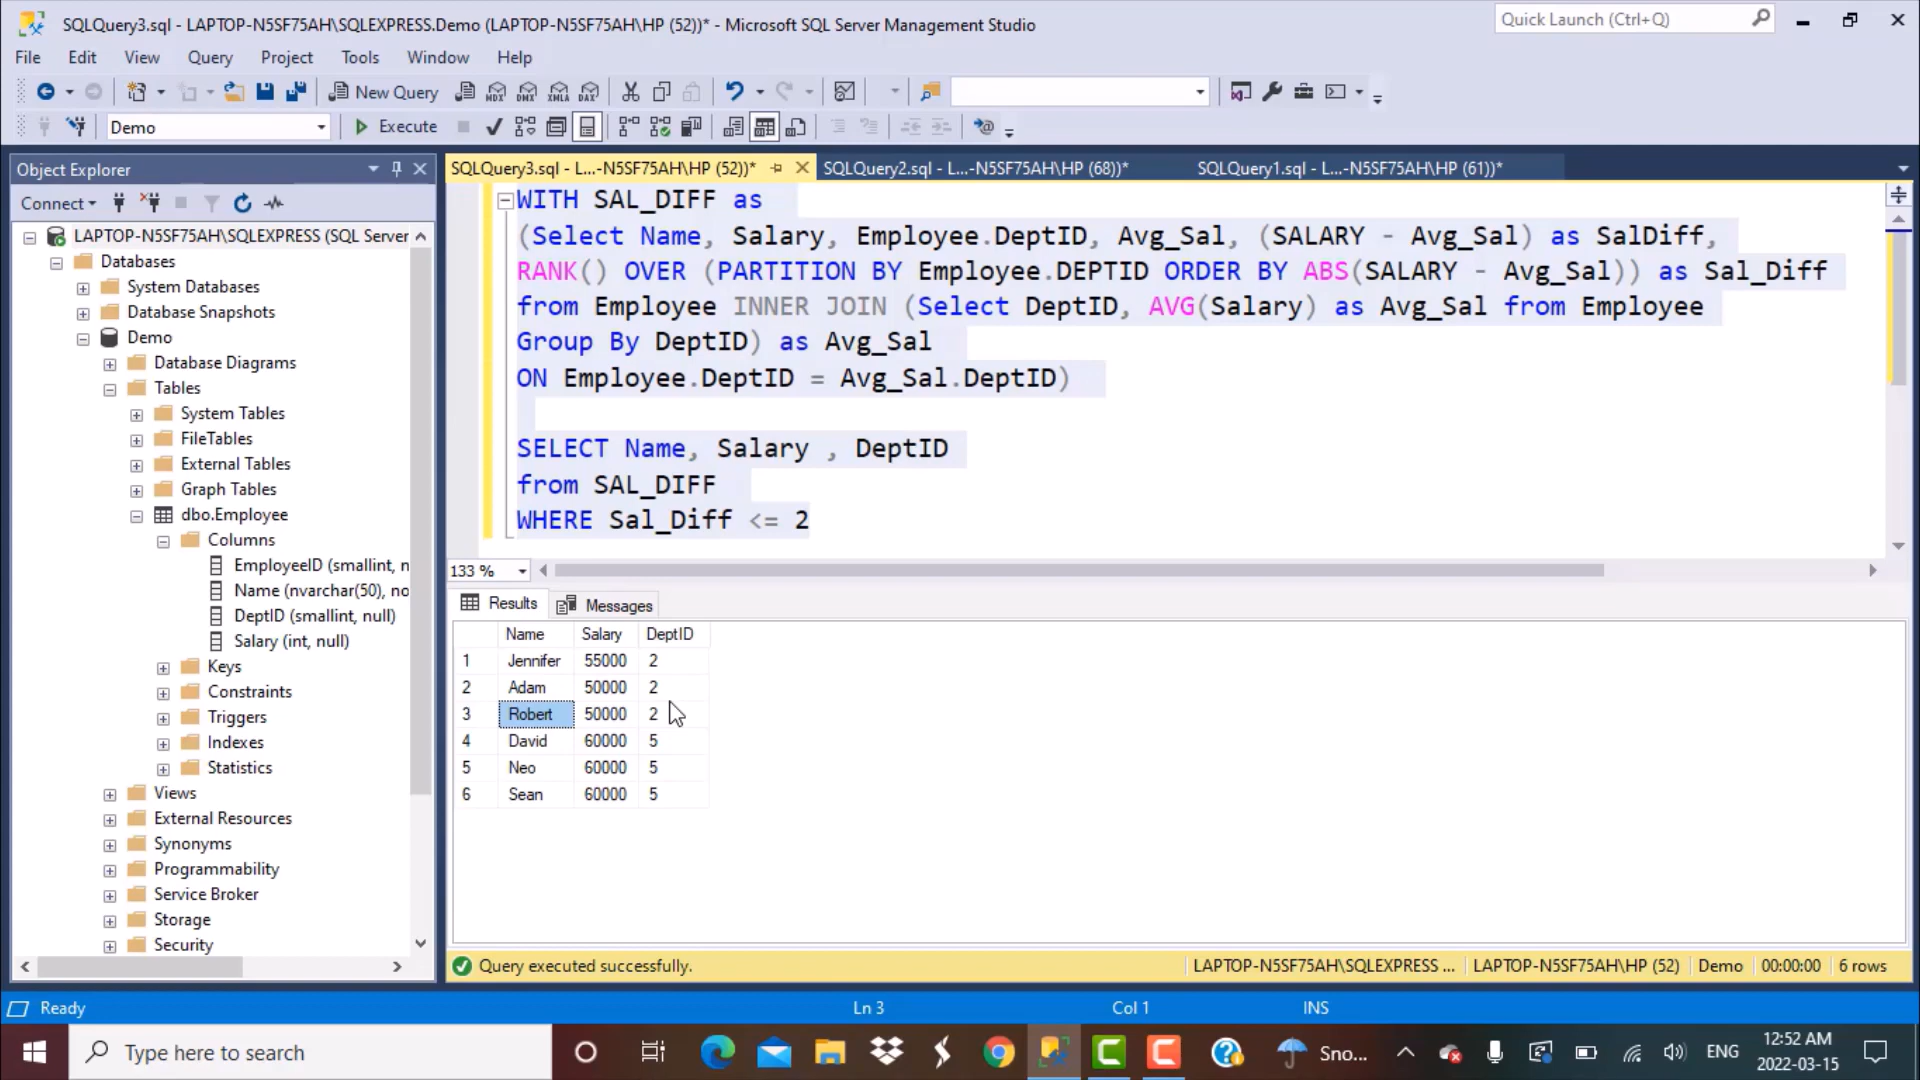 SQLQuery3.sql - LAPTOP-N5SF75AH\SQLEXPRESS.Demo (LAPTOP-N5SF75AH\HP (52))* - Microsoft SQL Server Management Studio
Quick Launch (Ctrl+Q)
File Edit View Query Project Tools Window Help
New Query
MDX DMX XMLA DAX
Demo
Execute
Object Explorer
SQLQuery3.sql - L...-N5SF75AH\HP (52))*
SQLQuery2.sql - L...-N5SF75AH\HP (68))*
SQLQuery1.sql - L...-N5SF75AH\HP (61))*
Connect
LAPTOP-N5SF75AH\SQLEXPRESS (SQL Server
Databases
System Databases
Database Snapshots
Demo
Database Diagrams
Tables
System Tables
FileTables
External Tables
Graph Tables
dbo.Employee
Columns
EmployeeID (smallint, n
Name (nvarchar(50), no
DeptID (smallint, null)
Salary (int, null)
Keys
Constraints
Triggers
Indexes
Statistics
Views
External Resources
Synonyms
Programmability
Service Broker
Storage
Security
WITH SAL_DIFF as
(Select Name, Salary, Employee.DeptID, Avg_Sal, (SALARY - Avg_Sal) as SalDiff,
RANK() OVER (PARTITION BY Employee.DEPTID ORDER BY ABS(SALARY - Avg_Sal)) as Sal_Diff
from Employee INNER JOIN (Select DeptID, AVG(Salary) as Avg_Sal from Employee
Group By DeptID) as Avg_Sal
ON Employee.DeptID = Avg_Sal.DeptID)
SELECT Name, Salary , DeptID
from SAL_DIFF
WHERE Sal_Diff <= 2
133 %
Results Messages
Name Salary DeptID
1 Jennifer 55000 2
2 Adam 50000 2
3 Robert 50000 2
4 David 60000 5
5 Neo 60000 5
6 Sean 60000 5
Query executed successfully.
LAPTOP-N5SF75AH\SQLEXPRESS ... LAPTOP-N5SF75AH\HP (52) Demo 00:00:00 6 rows
Ready Ln 3 Col 1 INS
Type here to search
Sno...
ENG
12:52 AM
2022-03-15